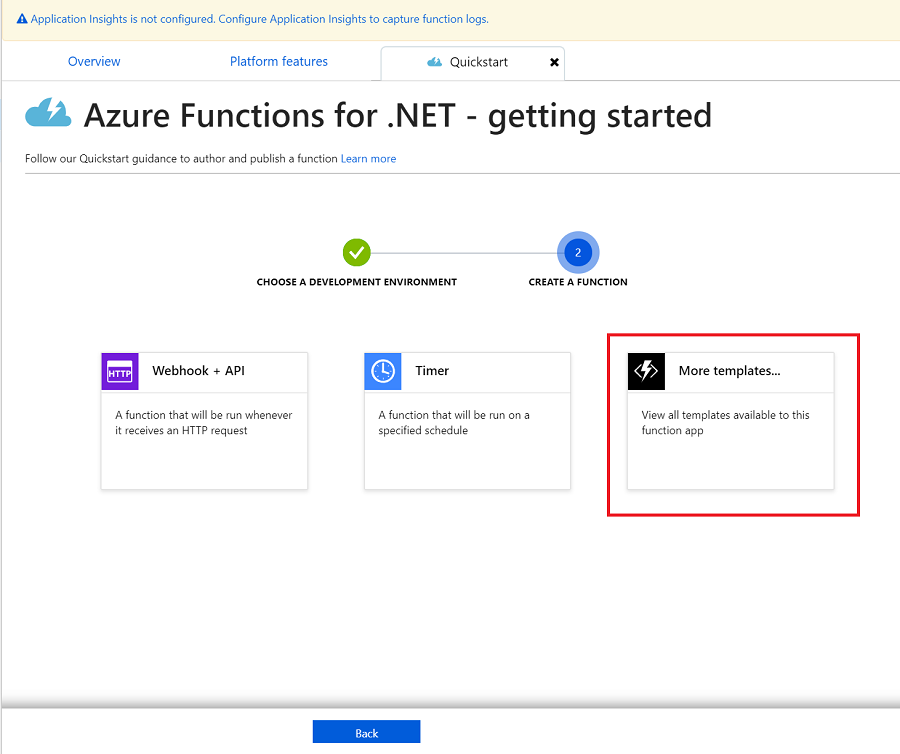 Application Insights is not configured. Configure Application Insights to capture function logs.
Overview
Platform features
Quickstart
Azure Functions for .NET - getting started
Follow our Quickstart guidance to author and publish a function Learn more
2
CHOOSE A DEVELOPMENT ENVIRONMENT
CREATE A FUNCTION
HTTP
Webhook + API
A function that will be run whenever
it receives an HTTP request
Timer
A function that will be run on a
specified schedule
More templates...
View all templates available to this
function app
Back